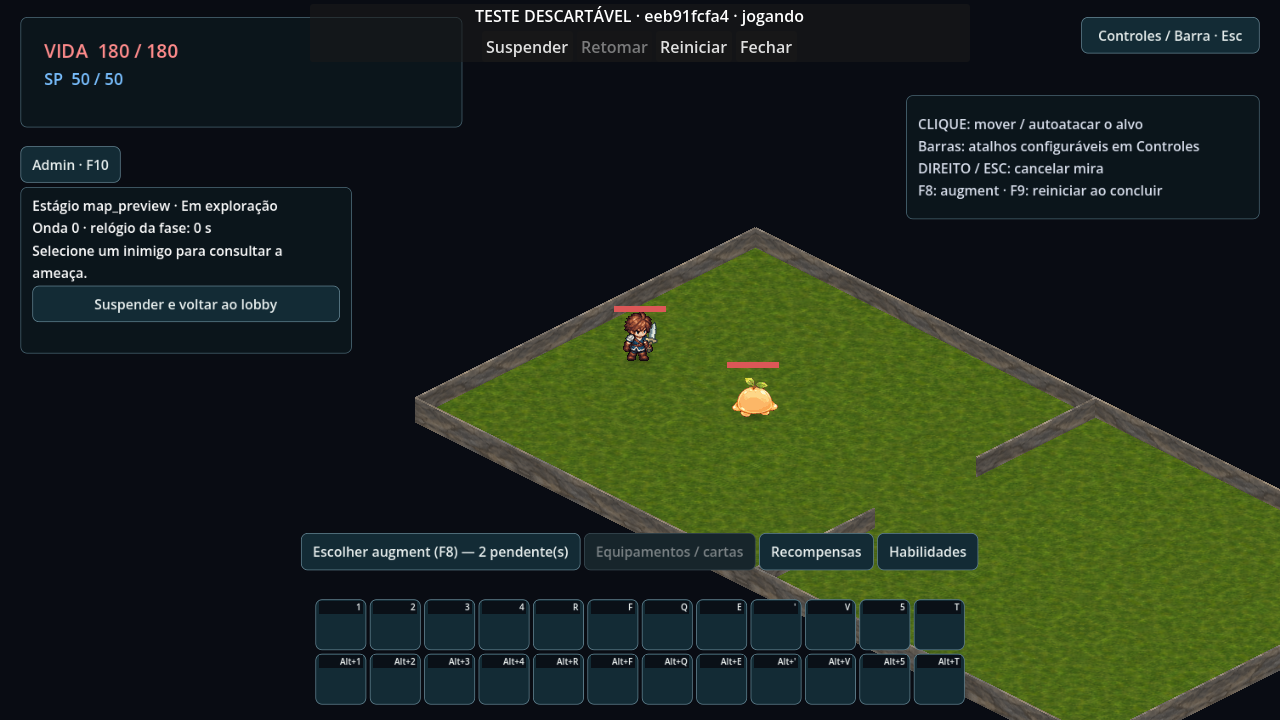 TESTE DESCARTÁVEL · eeb91fcfa4 · jogando
Suspender Retomar Reiniciar Fechar
VIDA 180 / 180
SP 50 / 50
Controles / Barra · Esc
CLIQUE: mover / autoatacar o alvo
Barras: atalhos configuráveis em Controles
DIREITO / ESC: cancelar mira
F8: augment · F9: reiniciar ao concluir
Admin · F10
Estágio map_preview · Em exploração
Onda 0 · relógio da fase: 0 s
Selecione um inimigo para consultar a
ameaça.
Suspender e voltar ao lobby
Escolher augment (F8) — 2 pendente(s) Equipamentos / cartas Recompensas Habilidades
1 2 3 4 R F Q E ' V 5 T
Alt+1 Alt+2 Alt+3 Alt+4 Alt+R Alt+F Alt+Q Alt+E Alt+' Alt+V Alt+5 Alt+T